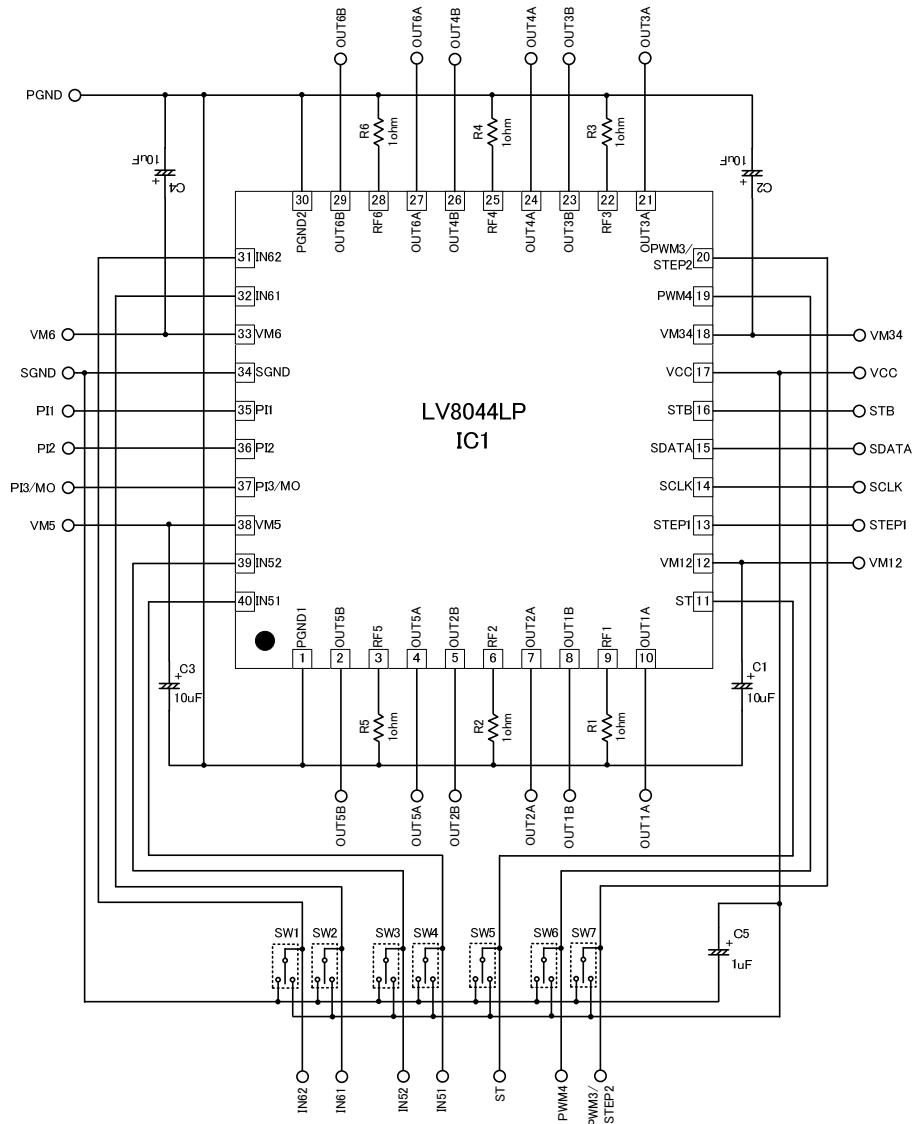 OUT6B
OUT6A
OUT4B
OUT4A
OUT3B
OUT3A
PGND
R6
1ohm
R4
1ohm
R3
1ohm
10uF
+
C4
10uF
+
C2
30
29
28
27
26
25
24
23
22
21
PGND2
OUT6B
RF6
OUT6A
OUT4B
RF4
OUT4A
OUT3B
RF3
OUT3A
31 IN62
PWM3/
STEP2
20
32 IN61
PWM4 19
VM6
33 VM6
VM34 18
VM34
SGND
34 SGND
VCC 17
VCC
PI1
35 PI1
STB 16
STB
PI2
36 PI2
SDATA 15
SDATA
PI3/MO
37 PI3/MO
SCLK 14
SCLK
VM5
38 VM5
STEP1 13
STEP1
39 IN52
VM12 12
VM12
40 IN51
ST 11
LV8044LP
IC1
PGND1
OUT5B
RF5
OUT5A
OUT2B
RF2
OUT2A
OUT1B
RF1
OUT1A
1
2
3
4
5
6
7
8
9
10
C3
+
10uF
C1
+
10uF
R5
1ohm
R2
1ohm
R1
1ohm
OUT5B
OUT5A
OUT2B
OUT2A
OUT1B
OUT1A
SW1
SW2
SW3
SW4
SW5
SW6
SW7
C5
+
1uF
IN62
IN61
IN52
IN51
ST
PWM4
PWM3/
STEP2